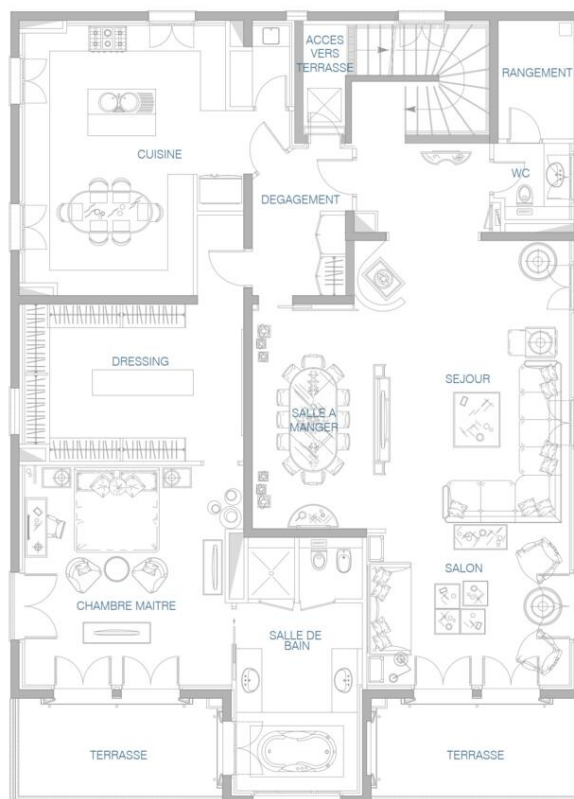 ACCES
VERS
TERRASSE
RANGEMENT
CUISINE
WC
DEGAGEMENT
DRESSING
SEJOUR
SALLE A
MANGER
SALON
CHAMBRE MAITRE
SALLE DE
BAIN
TERRASSE
TERRASSE